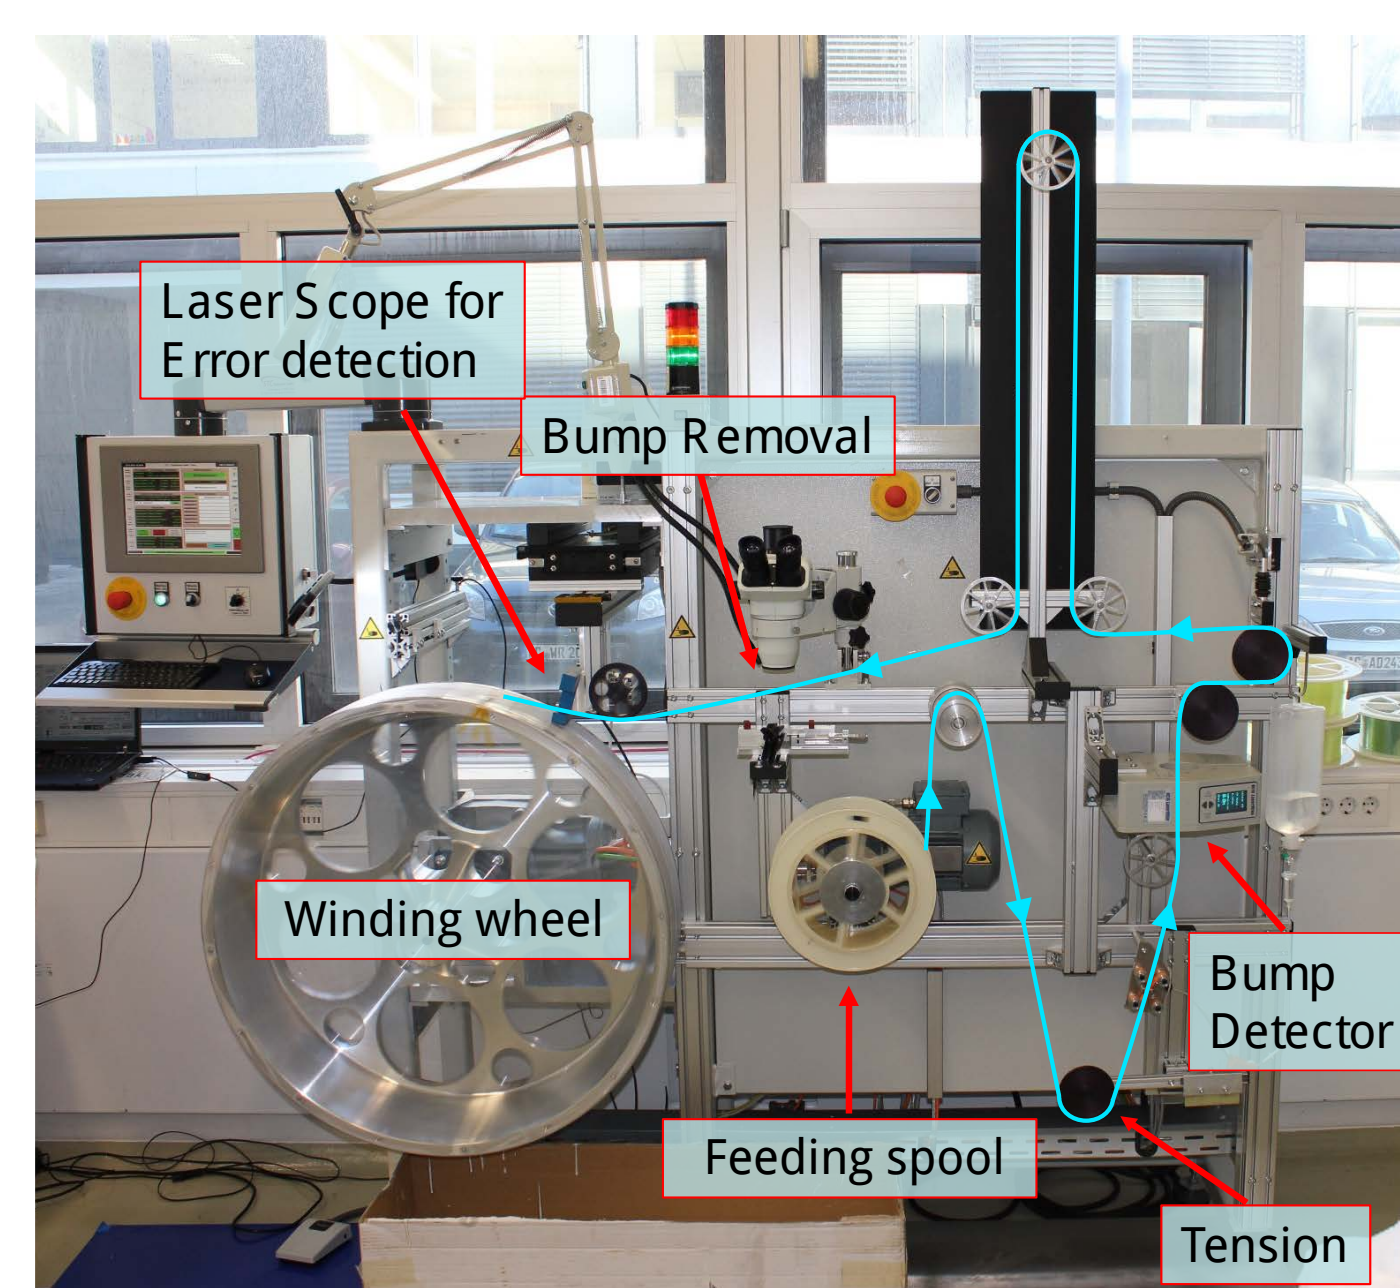 Laser Scope for
Error detection
Bump Removal
Winding wheel
Bump
Detector
Feeding spool
Tension